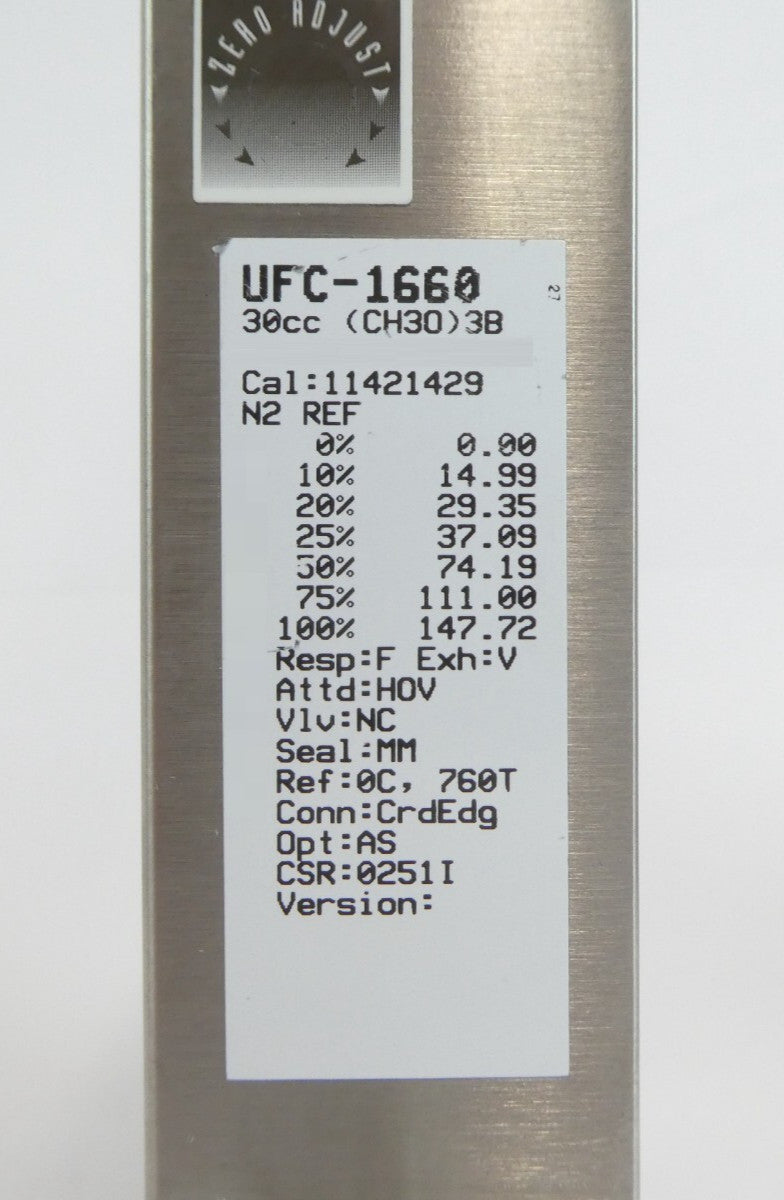 ZERO ADJUST
UFC-1660
27
30cc (CH3O)3B
Cal:11421429
N2 REF
0% 0.00
10% 14.99
20% 29.35
25% 37.09
50% 74.19
75% 111.00
100% 147.72
Resp:F Exh:V
Attd:HOV
Vlv:NC
Seal:MM
Ref:0C, 760T
Conn:CrdEdg
Opt:AS
CSR:0251I
Version: